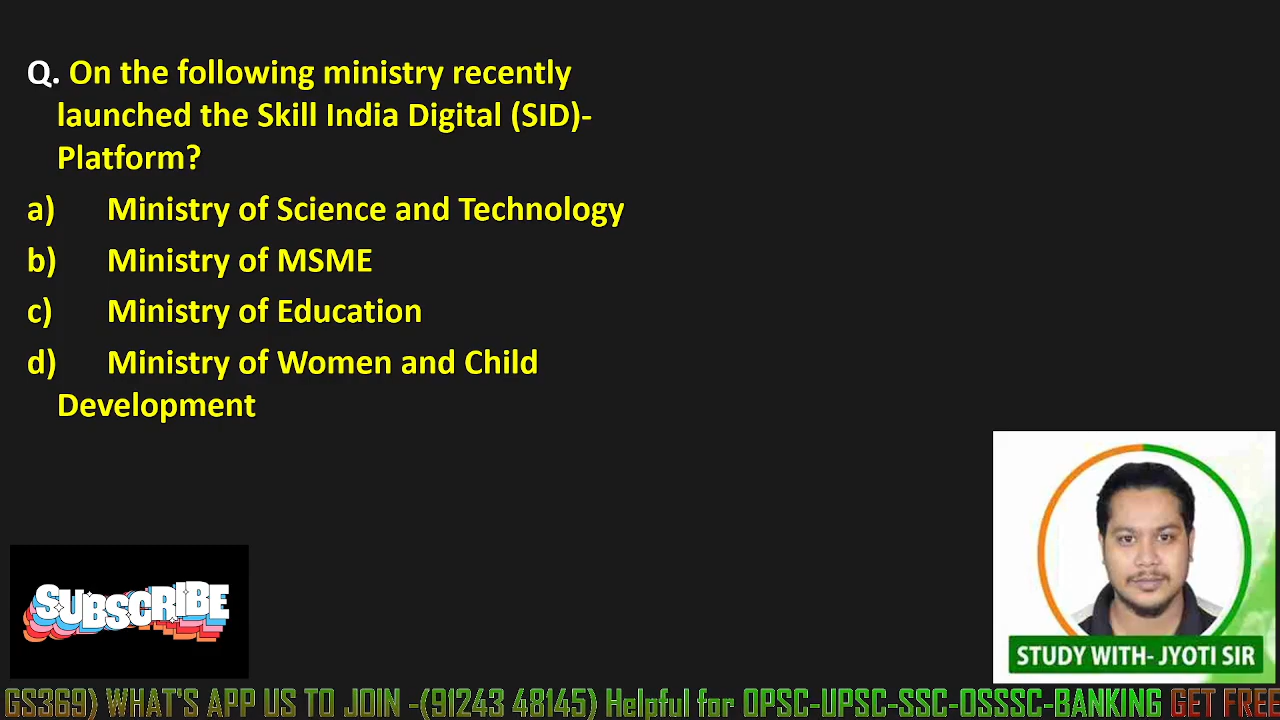 Q. On the following ministry recently
launched the Skill India Digital (SID)-
Platform?
a) Ministry of Science and Technology
b) Ministry of MSME
c) Ministry of Education
d) Ministry of Women and Child
Development
SUBSCRIBE
STUDY WITH- JYOTI SIR
GS369) WHAT'S APP US TO JOIN -(91243 48145) Helpful for OPSC-UPSC-SSC-OSSSC-BANKING GET FREE